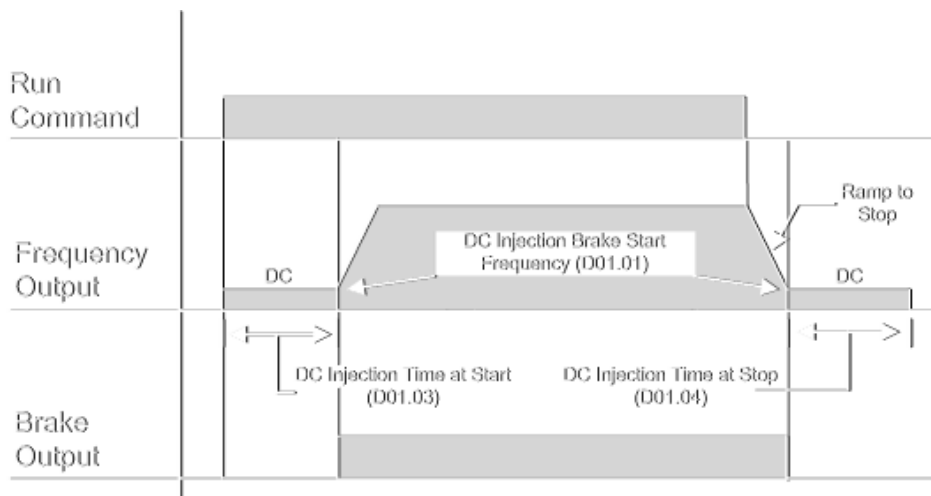 Run
Command
Ramp to
Stop
DC Injection Brake Start
Frequency (D01.01)
Frequency
Output
DC
DC
DC Injection Time at Start
(D01.03)
DC Injection Time at Stop
(D01.04)
Brake
Output